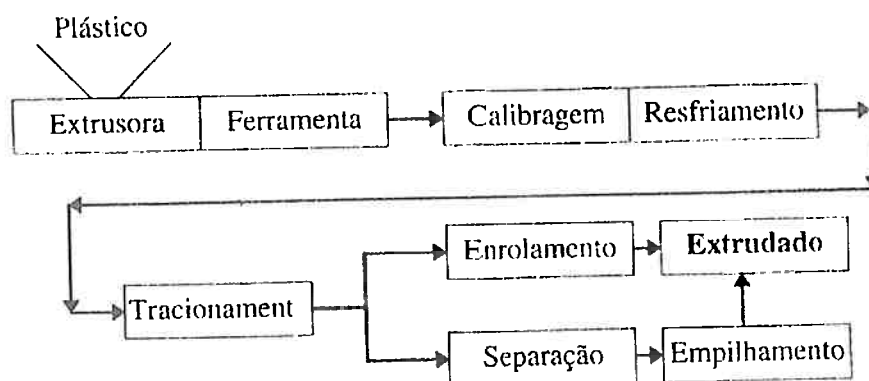 Plástico
Extrusora
Ferramenta
Calibragem
Resfriamento
Tracionament
Enrolamento
Extrudado
Separação
Empilhamento